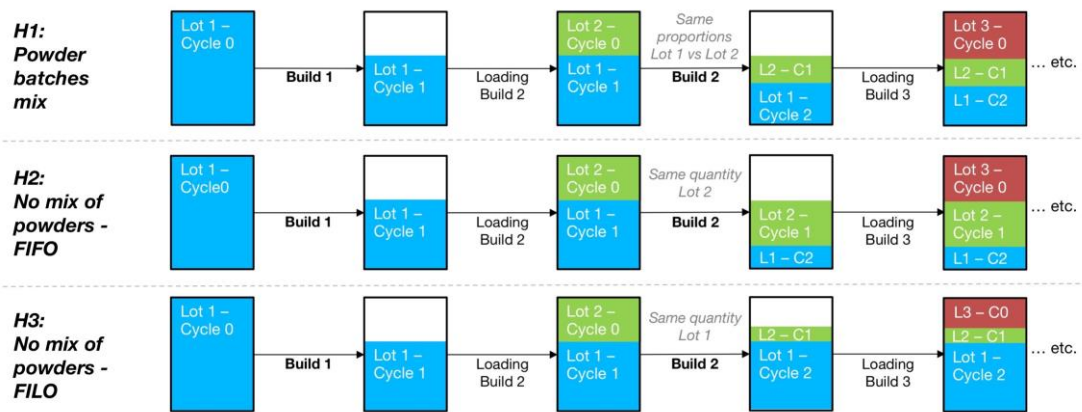 H1:
Powder
batches
mix
Lot 1 –
Cycle 0
Build 1
Lot 1 –
Cycle 1
Loading
Build 2
Lot 2 –
Cycle 0
Lot 1 –
Cycle 1
Same
proportions
Lot 1 vs Lot 2
Build 2
L2 – C1
Lot 1 –
Cycle 2
Loading
Build 3
Lot 3 –
Cycle 0
L2 – C1
L1 – C2
... etc.
H2:
No mix of
powders -
FIFO
Lot 1 –
Cycle0
Build 1
Lot 1 –
Cycle 1
Loading
Build 2
Lot 2 –
Cycle 0
Lot 1 –
Cycle 1
Same quantity
Lot 2
Build 2
Lot 2 –
Cycle 1
L1 – C2
Loading
Build 3
Lot 3 –
Cycle 0
Lot 2 –
Cycle 1
L1 – C2
... etc.
H3:
No mix of
powders -
FILO
Lot 1 –
Cycle 0
Build 1
Lot 1 –
Cycle 1
Loading
Build 2
Lot 2 –
Cycle 0
Lot 1 –
Cycle 1
Same quantity
Lot 1
Build 2
L2 – C1
Lot 1 –
Cycle 2
Loading
Build 3
L3 – C0
L2 – C1
Lot 1 –
Cycle 2
... etc.